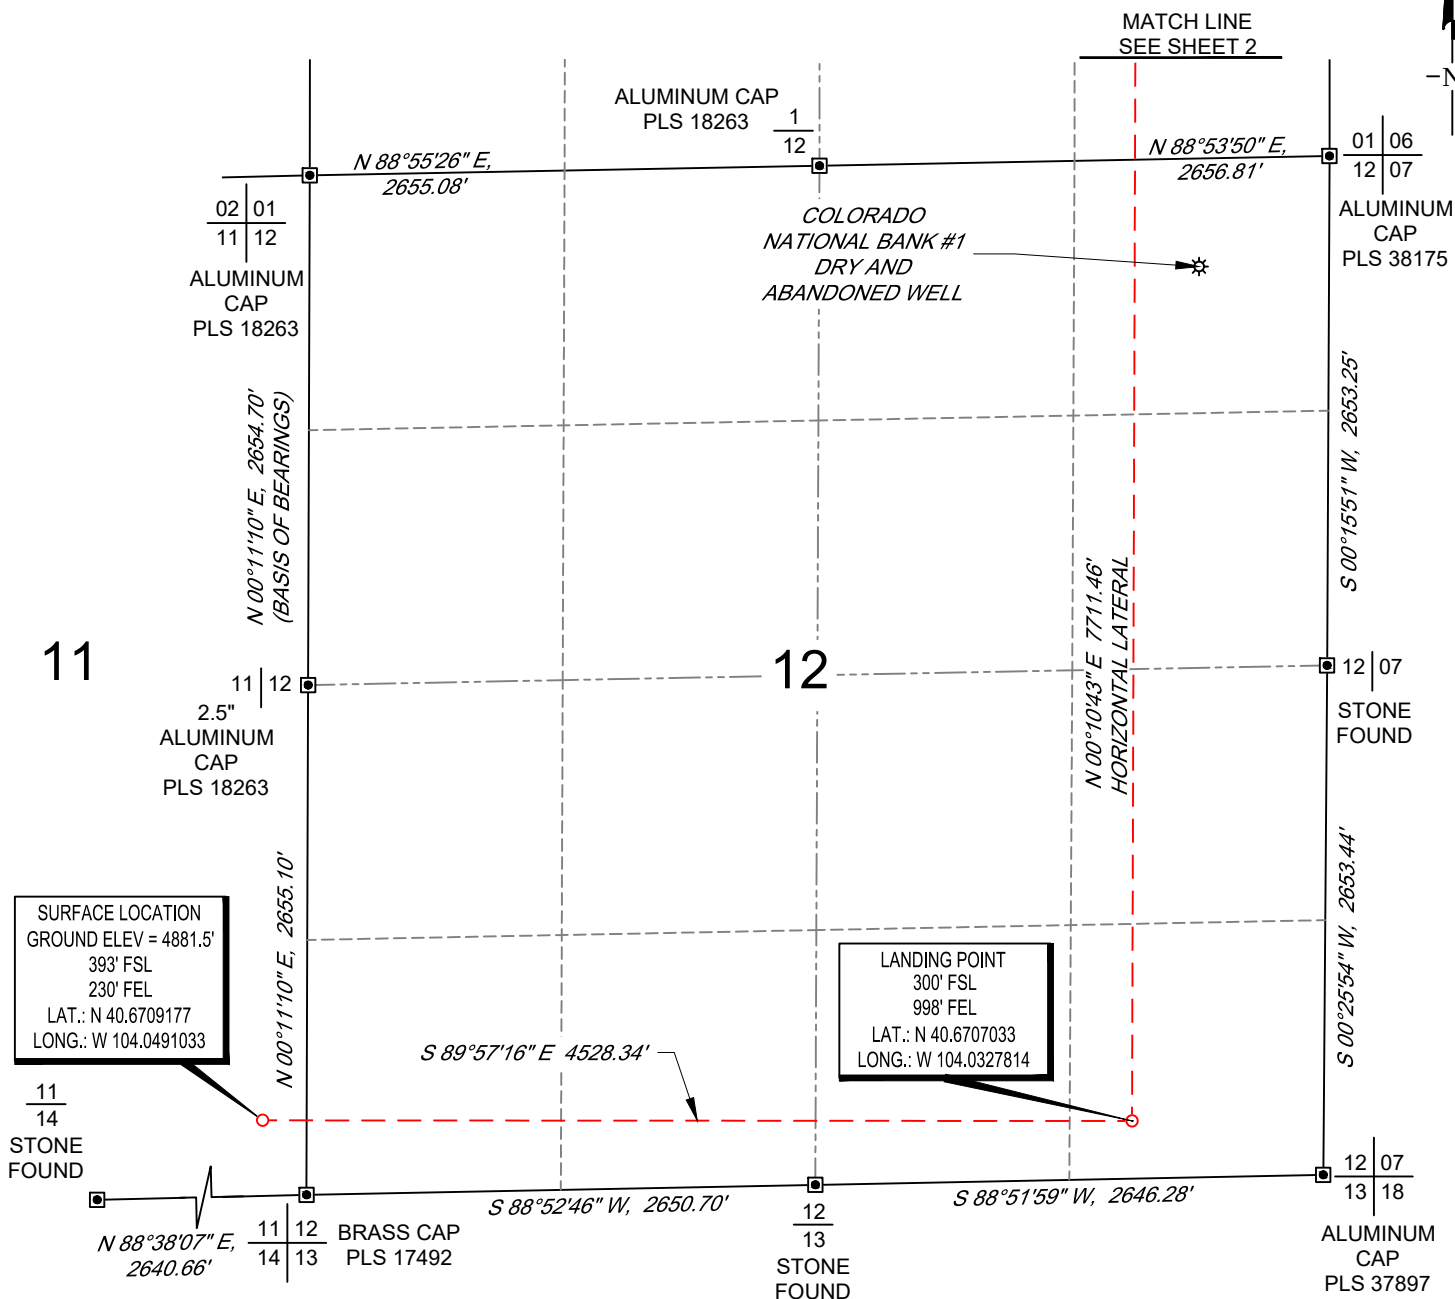 MATCH LINE
SEE SHEET 2
N
ALUMINUM CAP
PLS 18263
1
12
N 88°55'26" E,
2655.08'
N 88°53'50" E,
2656.81'
01 06
12 07
ALUMINUM
CAP
PLS 38175
02 01
11 12
ALUMINUM
CAP
PLS 18263
COLORADO
NATIONAL BANK #1
DRY AND
ABANDONED WELL
N 00°11'10" E, 2654.70'
(BASIS OF BEARINGS)
S 00°15'51" W, 2653.25'
N 00°10'43" E 7711.46'
HORIZONTAL LATERAL
11
12
11 12
2.5"
ALUMINUM
CAP
PLS 18263
12 07
STONE
FOUND
N 00°11'10" E, 2655.10'
S 00°25'54" W, 2653.44'
SURFACE LOCATION
GROUND ELEV = 4881.5'
393' FSL
230' FEL
LAT.: N 40.6709177
LONG.: W 104.0491033
LANDING POINT
300' FSL
998' FEL
LAT.: N 40.6707033
LONG.: W 104.0327814
S 89°57'16" E 4528.34'
11
14
STONE
FOUND
N 88°38'07" E,
2640.66'
11 12
14 13
BRASS CAP
PLS 17492
S 88°52'46" W, 2650.70'
12
13
STONE
FOUND
S 88°51'59" W, 2646.28'
12 07
13 18
ALUMINUM
CAP
PLS 37897